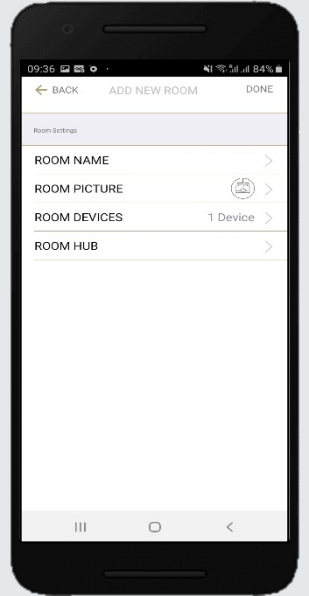 09:36 84%
BACK ADD NEW ROOM DONE
Room Settings
ROOM NAME
ROOM PICTURE
ROOM DEVICES 1 Device
ROOM HUB